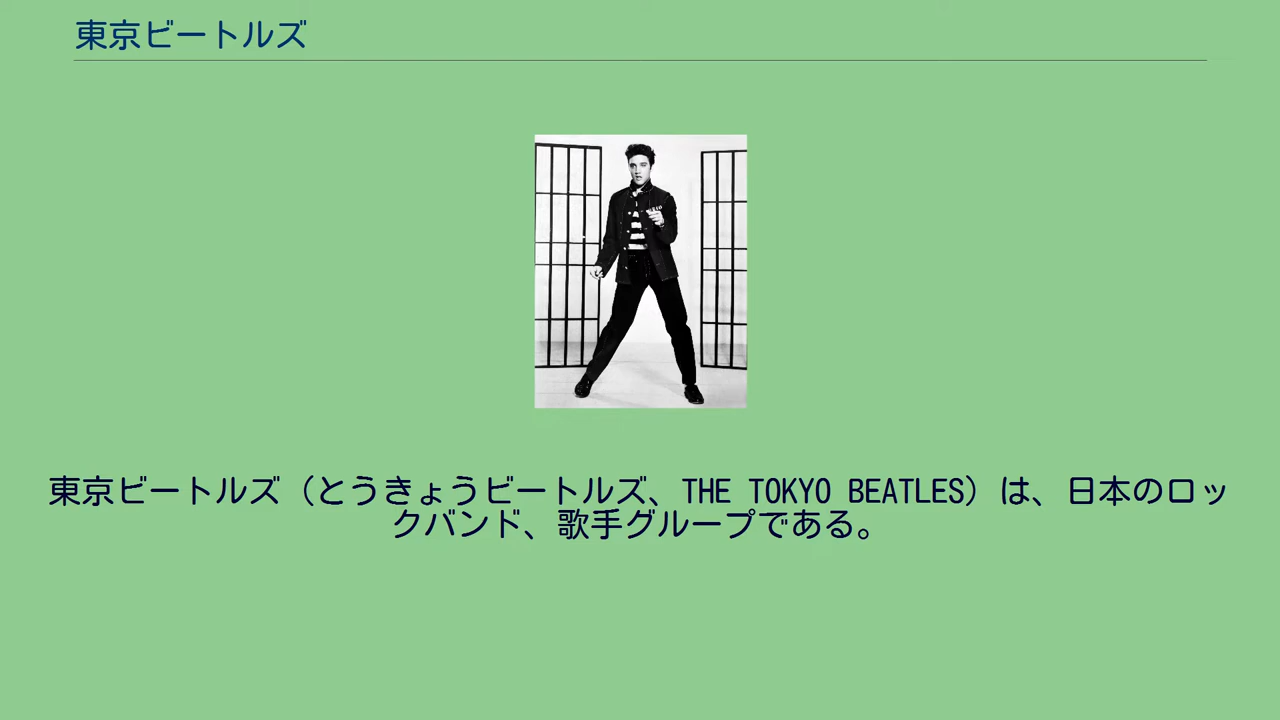 東京ビートルズ
東京ビートルズ（とうきょうビートルズ、THE TOKYO BEATLES）は、日本のロッ
クバンド、歌手グループである。